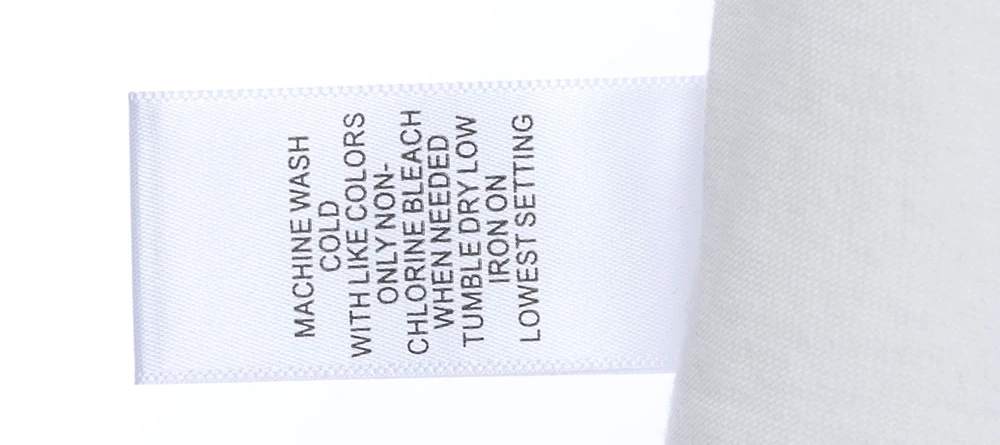 MACHINE WASH
COLD
WITH LIKE COLORS
ONLY NON-
CHLORINE BLEACH
WHEN NEEDED
TUMBLE DRY LOW
IRON ON
LOWEST SETTING